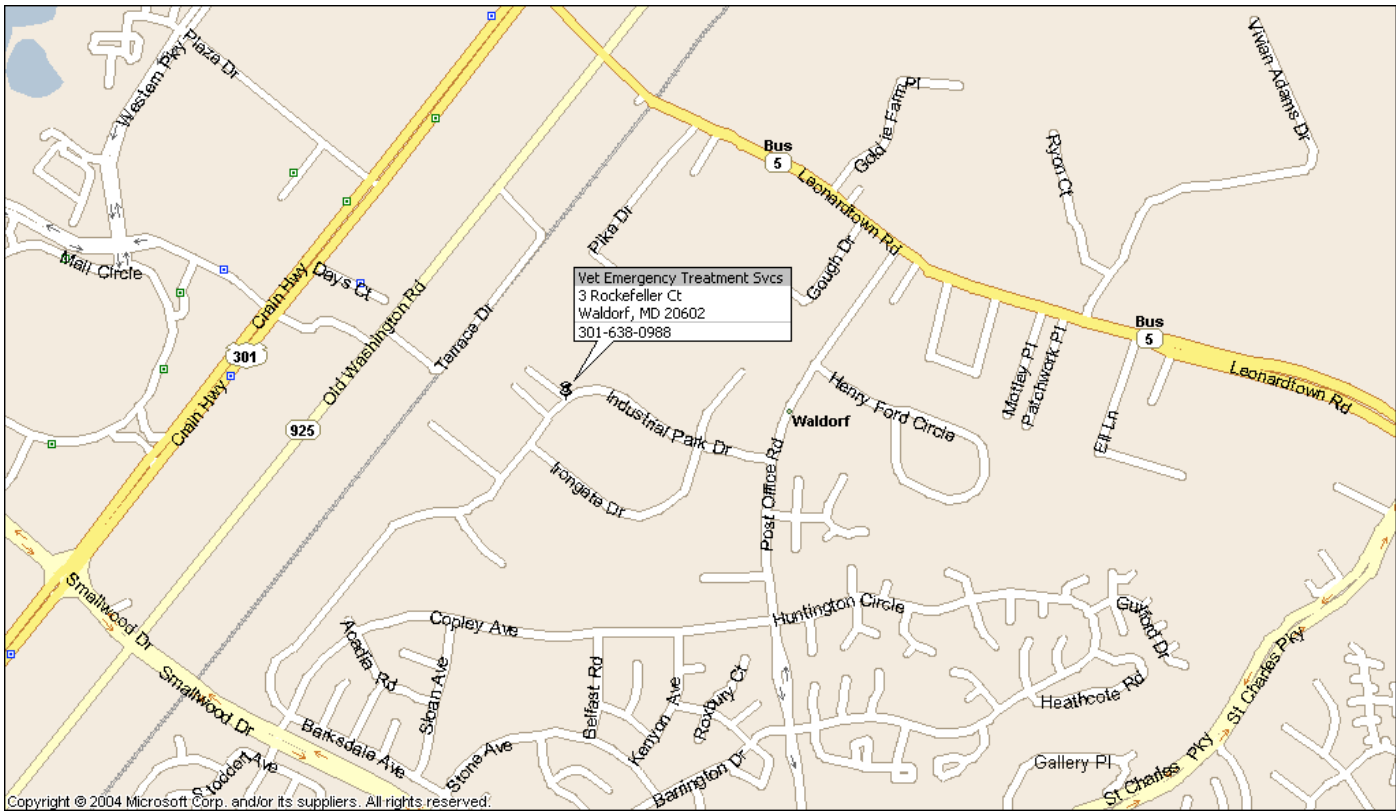 Western Pky
Plaza Dr
Vivian Adams Dr
Goldie Farm Pl
Bus
5
Ryon Ct
Leonardtown Rd
Pika Dr
Gough Dr
Mall Circle
Days Ct
Crain Hwy
301
Old Washington Rd
Terrace Dr
Vet Emergency Treatment Svcs
3 Rockefeller Ct
Waldorf, MD 20602
301-638-0988
Bus
5
Leonardtown Rd
Motley Pl
Patchwork Pl
Ell Ln
Crain Hwy
925
Industrial Park Dr
Waldorf
Henry Ford Circle
Irongate Dr
Post Office Rd
Smallwood Dr
Copley Ave
Huntington Circle
Guilford Dr
Acadia Rd
Sloan Ave
Belfast Rd
Kenyon Ave
Roxbury Ct
Heathcote Rd
St Charles Pky
Smallwood Dr
Barksdale Ave
Stoddert Ave
Stone Ave
Barrington Dr
Gallery Pl
St Charles Pky
Copyright © 2004 Microsoft Corp. and/or its suppliers. All rights reserved.